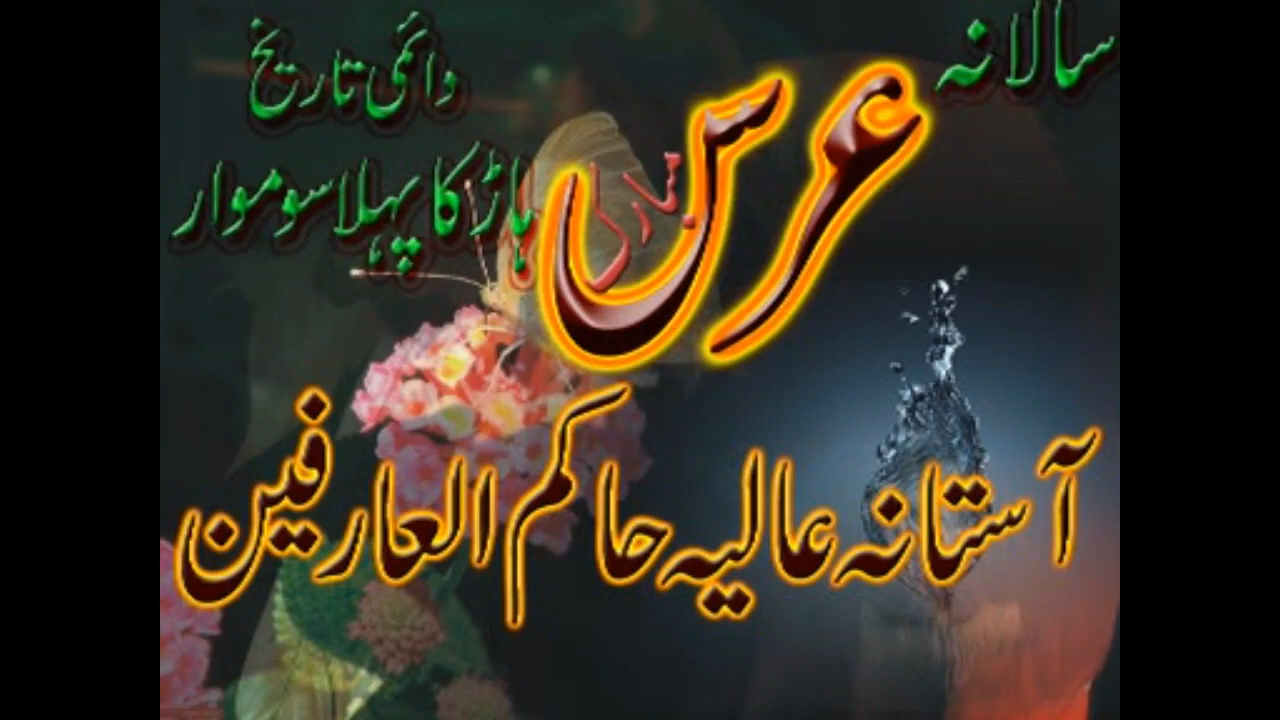 سالانہ
عرس مبارک
دائمی تاریخ
ہاڑ کا پہلا سوموار
آستانہ عالیہ حاکم العارفین